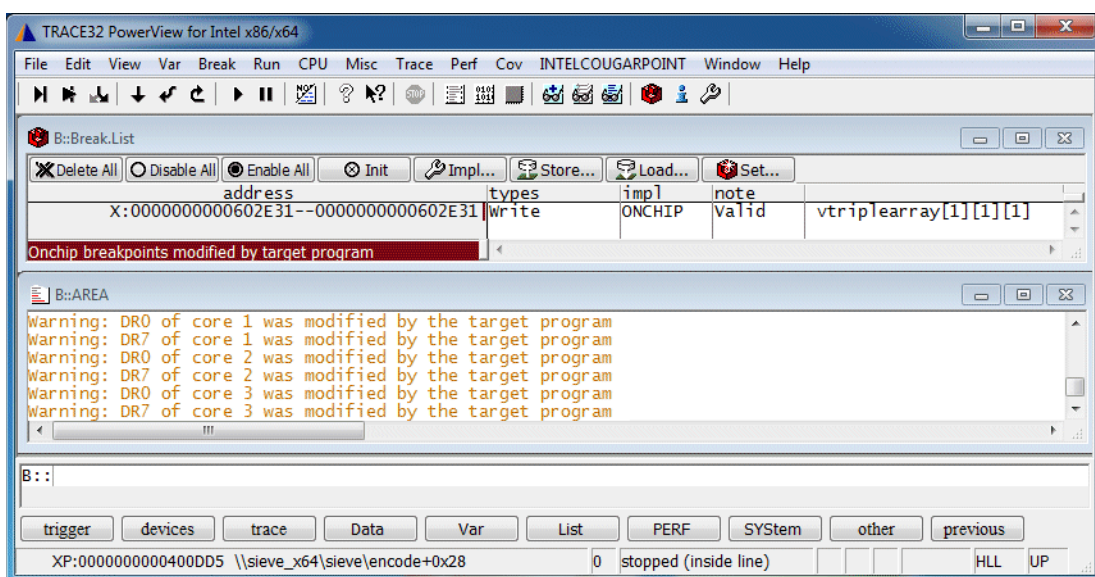 TRACE32 PowerView for Intel x86/x64
File Edit View Var Break Run CPU Misc Trace Perf Cov INTELCOUGARPOINT Window Help
B::Break.List
Delete All Disable All Enable All Init Impl... Store... Load... Set...
address types impl note
X:0000000000602E31--0000000000602E31 Write ONCHIP Valid vtriplearray[1][1][1]
Onchip breakpoints modified by target program
B::AREA
Warning: DR0 of core 1 was modified by the target program
Warning: DR7 of core 1 was modified by the target program
Warning: DR0 of core 2 was modified by the target program
Warning: DR7 of core 2 was modified by the target program
Warning: DR0 of core 3 was modified by the target program
Warning: DR7 of core 3 was modified by the target program
B::
trigger devices trace Data Var List PERF SYStem other previous
XP:0000000000400DD5 \\sieve_x64\sieve\encode+0x28 0 stopped (inside line) HLL UP